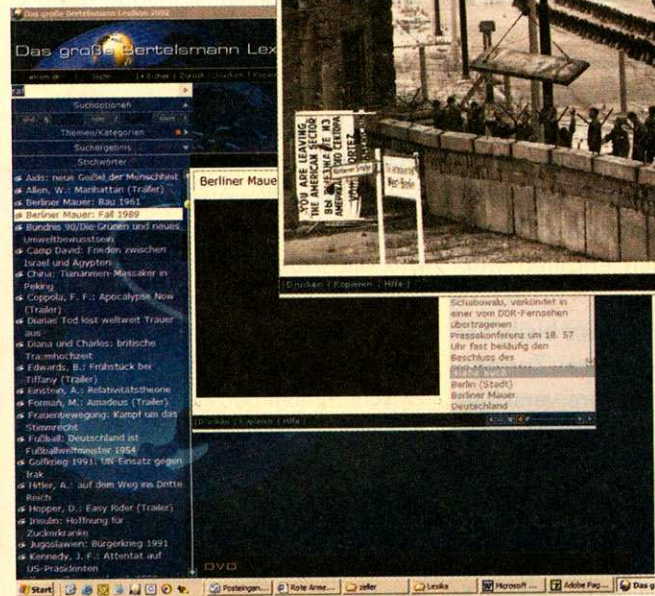 Das große Bertelsmann Lexikon 2002
Das große Bertelsmann Lex
Suchoptionen
Themen/Kategorien
Suchergebnis
Stichwörter
Aids: neue Geißel der Menschheit
Allen, W.: Manhattan (Trailer)
Berliner Mauer: Bau 1961
Berliner Mauer: Fall 1989
Bündnis 90/Die Grünen und neues
Umweltbewusstsein
Camp David: Frieden zwischen
Israel und Ägypten
China: Tiananmen-Massaker in
Peking
Coppola, F. F.: Apocalypse Now
(Trailer)
Dianas Tod löst weltweit Trauer
aus
Diana und Charles: britische
Traumhochzeit
Edwards, B.: Frühstück bei
Tiffany (Trailer)
Einstein, A.: Relativitätstheorie
Forman, M.: Amadeus (Trailer)
Frauenbewegung: Kampf um das
Stimmrecht
Fußball: Deutschland ist
Fußballweltmeister 1954
Golfkrieg 1991: UN-Einsatz gegen
Irak
Hitler, A.: auf dem Weg ins Dritte
Reich
Hopper, D.: Easy Rider (Trailer)
Insulin: Hoffnung für
Zuckerkranke
Jugoslawien: Bürgerkrieg 1991
Kennedy, J. F.: Attentat auf
US-Präsidenten
Berliner Maue
YOU ARE LEAVING
THE AMERICAN SECTOR
ВЫ ВЫЕЗЖАЕТЕ ИЗ
АМЕРИКАНСКОГО СЕКТОРА
West-Berlin
Drucken | Kopieren | Hilfe |
Schabowski, verkündet in
einer vom DDR-Fernsehen
übertragenen
Pressekonferenz um 18. 57
Uhr fast beiläufig den
Beschluss des
siehe auch
Berlin (Stadt)
Berliner Mauer
Deutschland
Drucken | Kopieren | Hilfe |
DVD
Start
Posteingan...
Rote Arme...
zeller
Lexika
Microsoft ...
Adobe Pag...
Das g